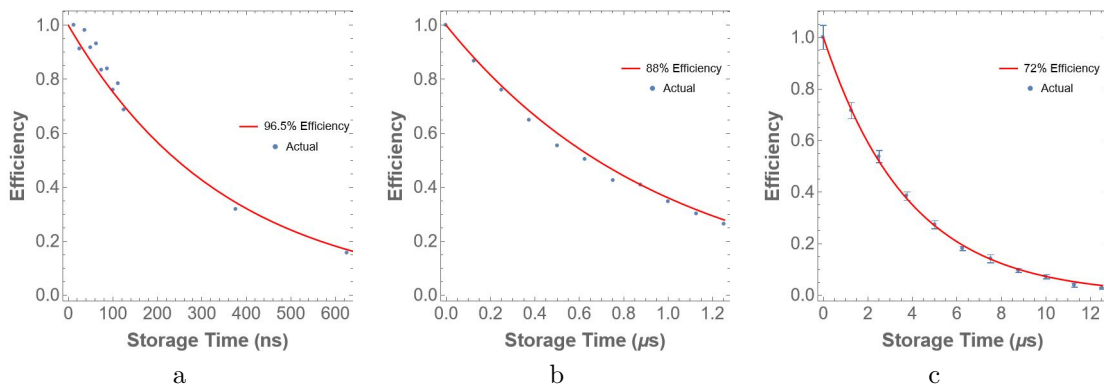 1.0
0.8
0.6
0.4
0.2
0.0
Efficiency
96.5% Efficiency
Actual
0 100 200 300 400 500 600
Storage Time (ns)
a
1.0
0.8
0.6
0.4
0.2
0.0
Efficiency
88% Efficiency
Actual
0.0 0.2 0.4 0.6 0.8 1.0 1.2
Storage Time (μs)
b
1.0
0.8
0.6
0.4
0.2
0.0
Efficiency
72% Efficiency
Actual
0 2 4 6 8 10 12
Storage Time (μs)
c